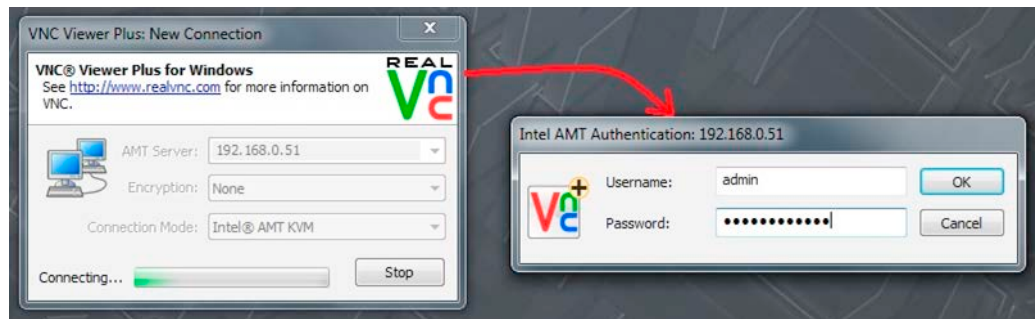 VNC Viewer Plus: New Connection
X
VNC® Viewer Plus for Windows
See http://www.realvnc.com for more information on
VNC.
REAL
VNC
AMT Server: 192.168.0.51
Encryption: None
Connection Mode: Intel® AMT KVM
Connecting...
Stop
Intel AMT Authentication: 192.168.0.51
VNC
Username: admin
OK
Password: ••••••••••••
Cancel